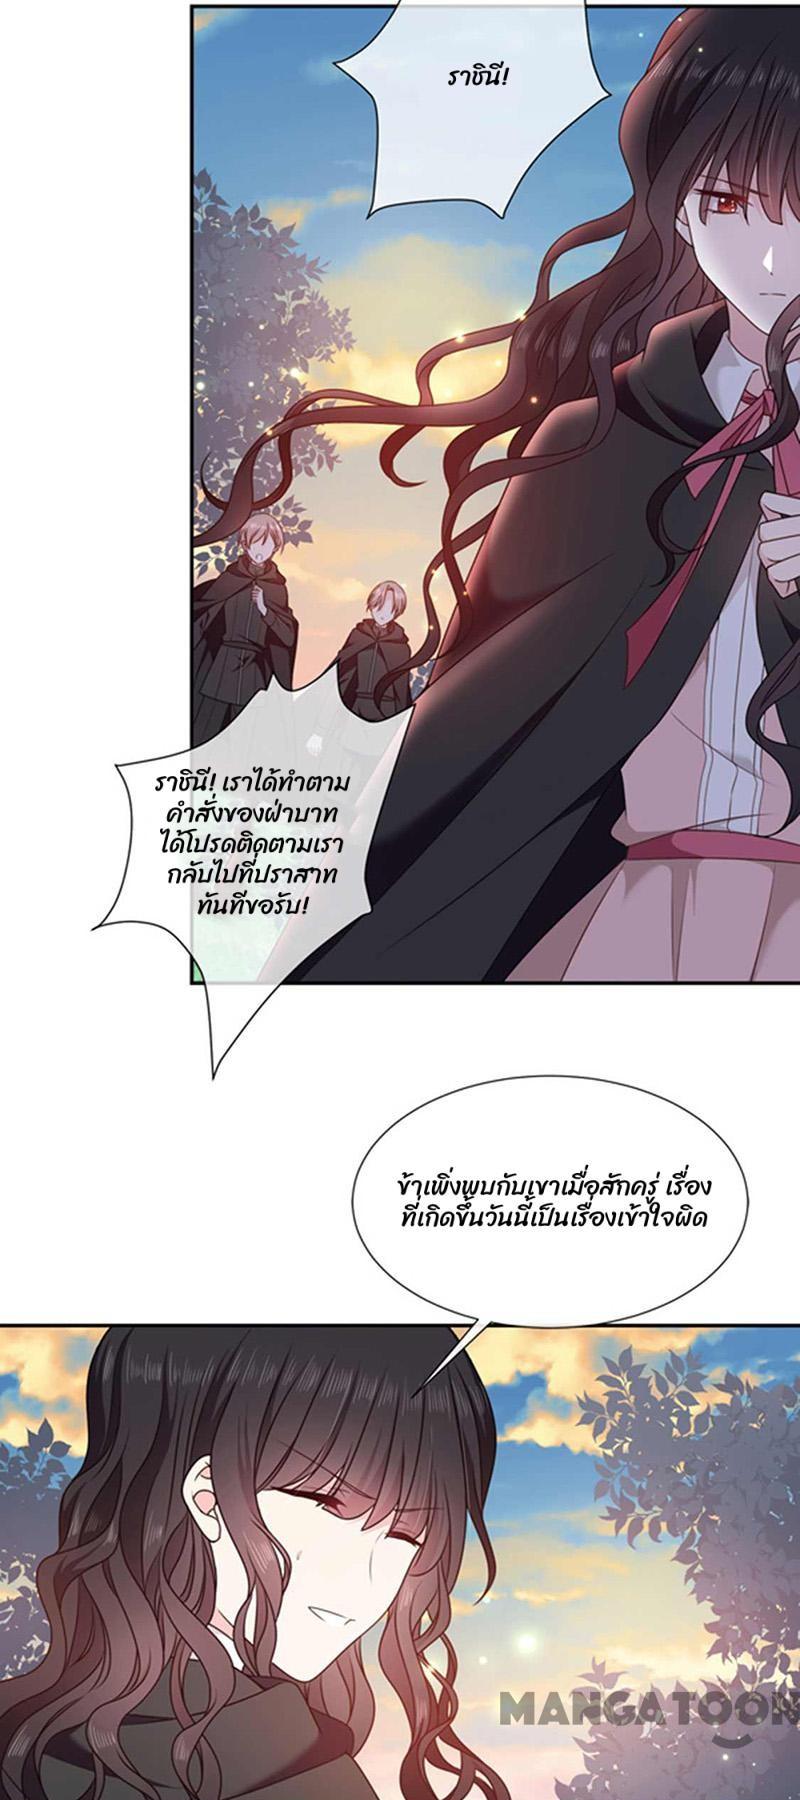 ราชินี!
ราชินี! เราได้ทำตาม
คำสั่งของฝ่าบาท
ได้โปรดติดตามเรา
กลับไปที่ปราสาท
ทันทีขอรับ!
ข้าเพิ่งพบกับเขาเมื่อสักครู่ เรื่อง
ที่เกิดขึ้นวันนี้เป็นเรื่องเข้าใจผิด
MANGATOON